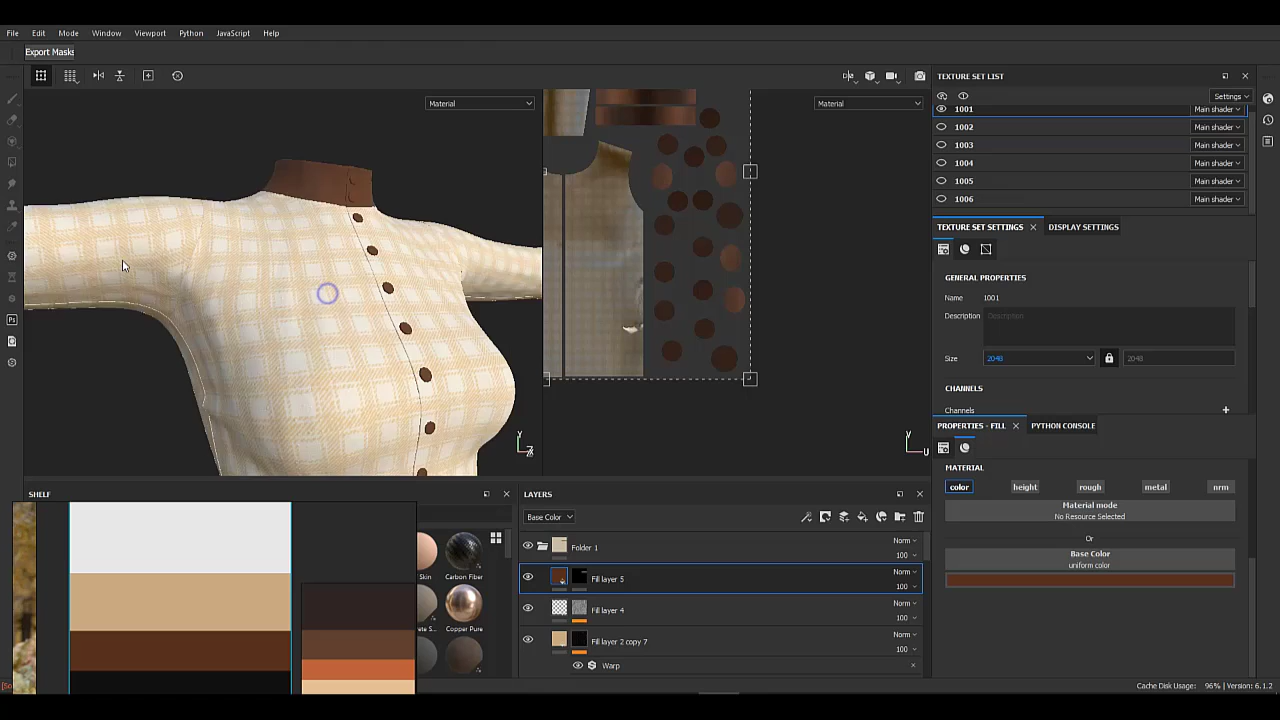 File Edit Mode Window Viewport Python JavaScript Help
Export Masks
Material
Material
TEXTURE SET LIST
Settings
1001 Main shader
1002 Main shader
1003 Main shader
1004 Main shader
1005 Main shader
1006 Main shader
TEXTURE SET SETTINGS DISPLAY SETTINGS
GENERAL PROPERTIES
Name 1001
Description Description
Size 2048 2048
CHANNELS
Channels
PROPERTIES - FILL PYTHON CONSOLE
MATERIAL
color height rough metal nrm
Material mode
No Resource Selected
Or
Base Color
uniform color
Y
Y
U
Ps
SHELF
Skin Carbon Fiber
Copper Pure
LAYERS
Base Color
Folder 1 Norm
100
Fill layer 5 Norm
100
Fill layer 4 Norm
100
Fill layer 2 copy 7 Norm
100
Warp
Cache Disk Usage: 96% | Version: 6.1.2